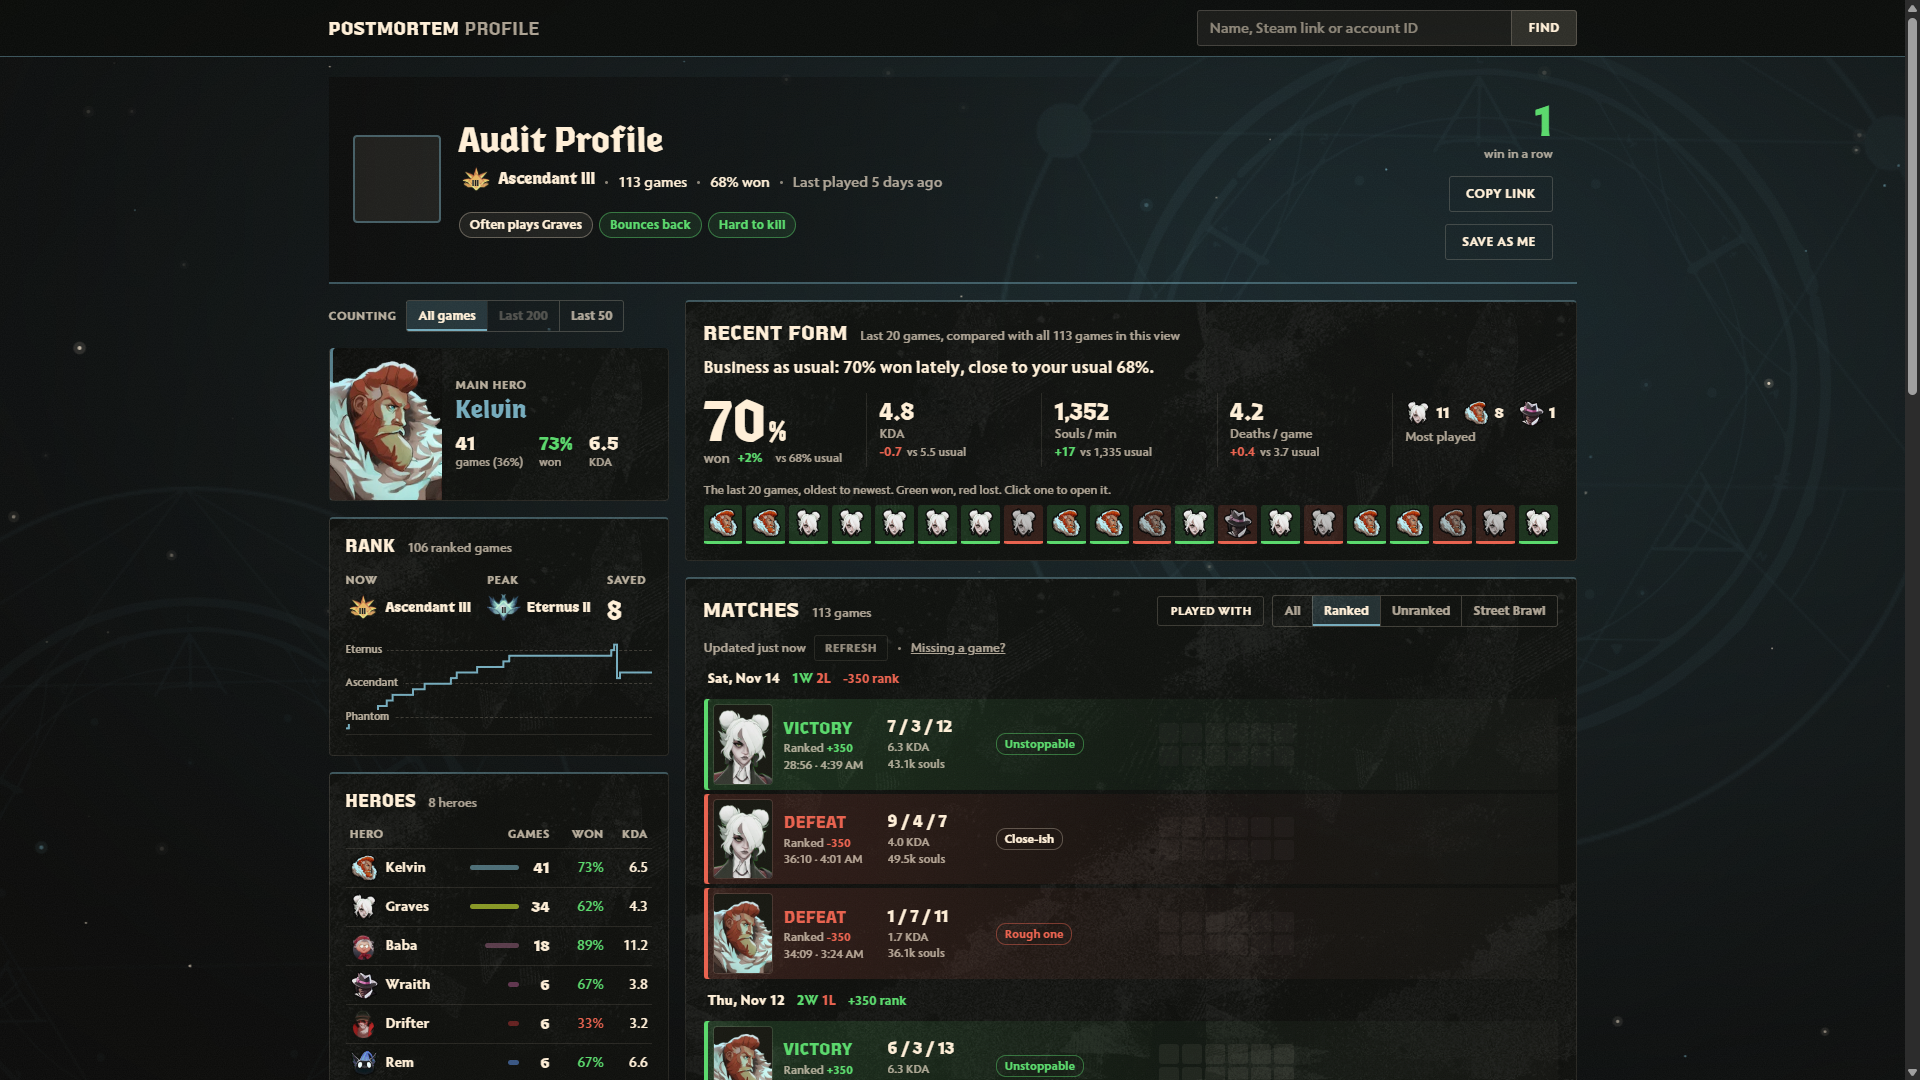 POSTMORTEM PROFILE
Name, Steam link or account ID
FIND
Audit Profile
Ascendant III · 113 games · 68% won · Last played 5 days ago
Often plays Graves
Bounces back
Hard to kill
1
win in a row
COPY LINK
SAVE AS ME
COUNTING
All games
Last 200
Last 50
MAIN HERO
Kelvin
41 73% 6.5
games (36%) won KDA
RANK 106 ranked games
NOW PEAK SAVED
Ascendant III Eternus II 8
Eternus
Ascendant
Phantom
HEROES 8 heroes
HERO GAMES WON KDA
Kelvin 41 73% 6.5
Graves 34 62% 4.3
Baba 18 89% 11.2
Wraith 6 67% 3.8
Drifter 6 33% 3.2
Rem 6 67% 6.6
RECENT FORM Last 20 games, compared with all 113 games in this view
Business as usual: 70% won lately, close to your usual 68%.
70%
won +2% vs 68% usual
4.8
KDA
-0.7 vs 5.5 usual
1,352
Souls / min
+17 vs 1,335 usual
4.2
Deaths / game
+0.4 vs 3.7 usual
11 8 1
Most played
The last 20 games, oldest to newest. Green won, red lost. Click one to open it.
MATCHES 113 games
PLAYED WITH
All
Ranked
Unranked
Street Brawl
Updated just now REFRESH · Missing a game?
Sat, Nov 14 1W 2L -350 rank
VICTORY
Ranked +350
28:56 · 4:39 AM
7 / 3 / 12
6.3 KDA
43.1k souls
Unstoppable
DEFEAT
Ranked -350
36:10 · 4:01 AM
9 / 4 / 7
4.0 KDA
49.5k souls
Close-ish
DEFEAT
Ranked -350
34:09 · 3:24 AM
1 / 7 / 11
1.7 KDA
36.1k souls
Rough one
Thu, Nov 12 2W 1L +350 rank
VICTORY
Ranked +350
6 / 3 / 13
6.3 KDA
Unstoppable